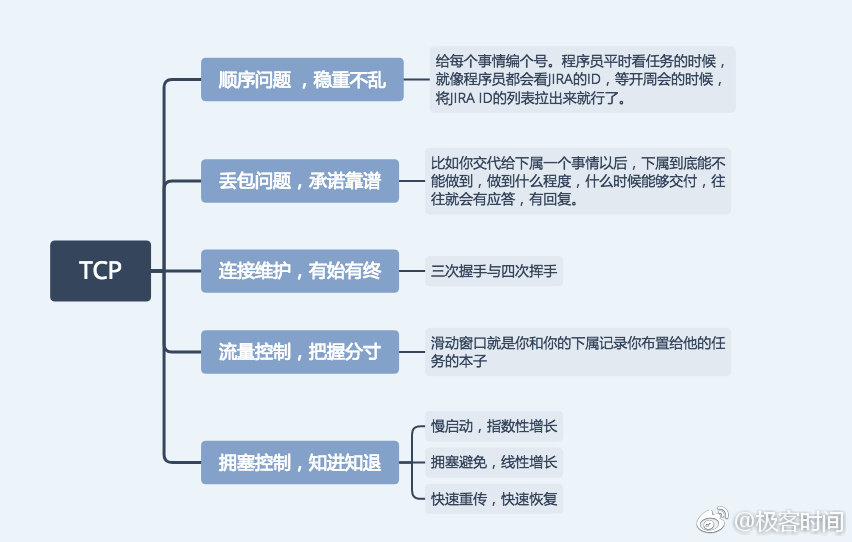 TCP
顺序问题，稳重不乱
给每个事情编个号。程序员平时看任务的时候，
就像程序员都会看JIRA的ID，等开周会的时候，
将JIRA ID的列表拉出来就行了。
丢包问题，承诺靠谱
比如你交代给下属一个事情以后，下属到底能不
能做到，做到什么程度，什么时候能够交付，往
往就会有应答，有回复。
连接维护，有始有终
三次握手与四次挥手
流量控制，把握分寸
滑动窗口就是你和你的下属记录你布置给他的任
务的本子
拥塞控制，知进知退
慢启动，指数性增长
拥塞避免，线性增长
快速重传，快速恢复
@极客时间